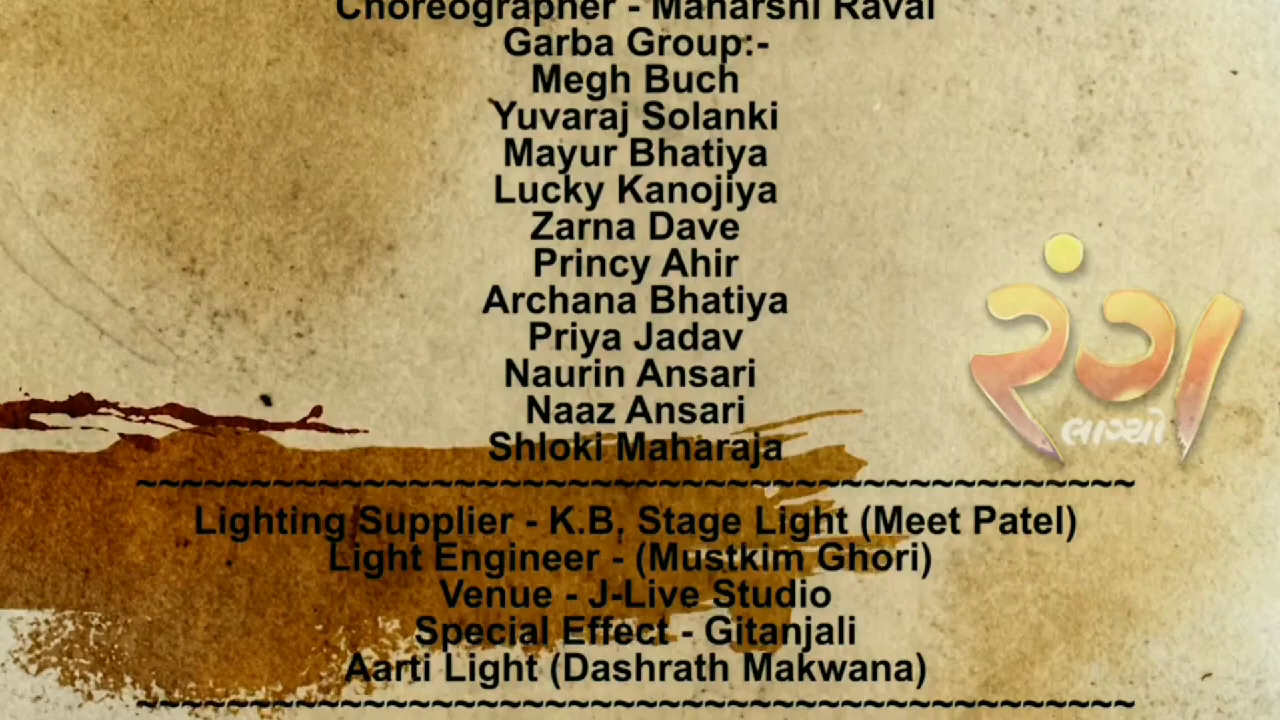 Choreographer - Maharshi Raval
Garba Group:-
Megh Buch
Yuvaraj Solanki
Mayur Bhatiya
Lucky Kanojiya
Zarna Dave
Princy Ahir
Archana Bhatiya
Priya Jadav
Naurin Ansari
Naaz Ansari
Shloki Maharaja
~~~~~~~~~~~~~~~~~~~~~~~~~~~~~~~~~~~~~~~~~~~~
Lighting Supplier - K.B, Stage Light (Meet Patel)
Light Engineer - (Mustkim Ghori)
Venue - J-Live Studio
Special Effect - Gitanjali
Aarti Light (Dashrath Makwana)
~~~~~~~~~~~~~~~~~~~~~~~~~~~~~~~~~~~~~~~~~~~~
રંગ
લાગ્યો